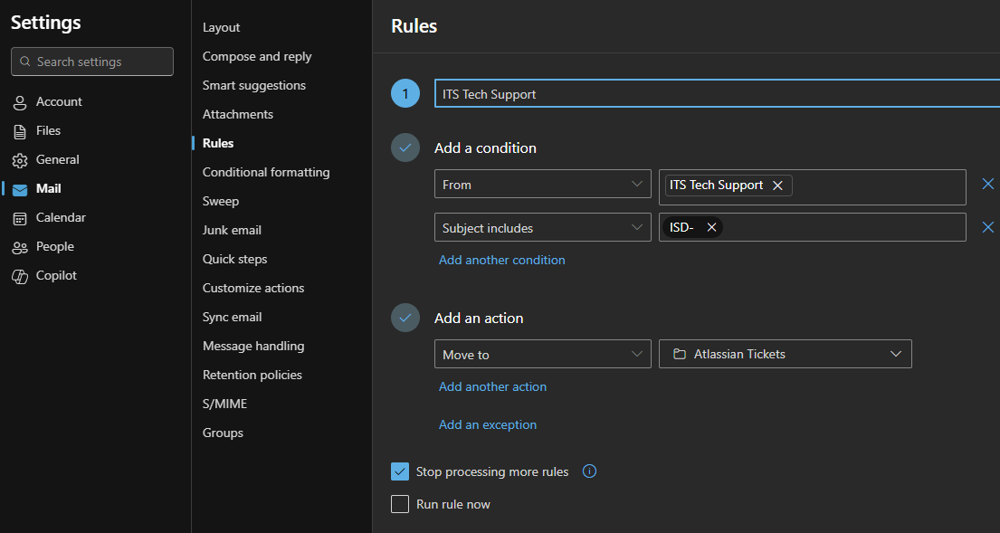 Settings
Search settings
Account
Files
General
Mail
Calendar
People
Copilot
Layout
Compose and reply
Smart suggestions
Attachments
Rules
Conditional formatting
Sweep
Junk email
Quick steps
Customize actions
Sync email
Message handling
Retention policies
S/MIME
Groups
Rules
1 ITS Tech Support
Add a condition
From ITS Tech Support
Subject includes ISD-
Add another condition
Add an action
Move to Atlassian Tickets
Add another action
Add an exception
Stop processing more rules
Run rule now